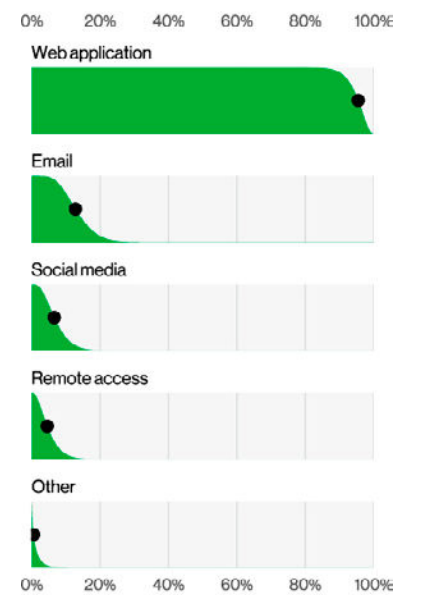 0% 20% 40% 60% 80% 100%
Web application
Email
Social media
Remote access
Other
0% 20% 40% 60% 80% 100%